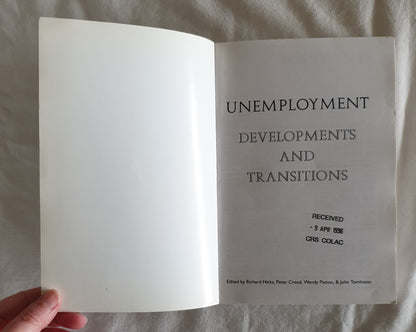 UNEMPLOYMENT
DEVELOPMENTS
AND
TRANSITIONS
RECEIVED
- 9 APR 1996
CRS COLAC
Edited by Richard Hicks, Peter Creed, Wendy Patton, & John Tomlinson